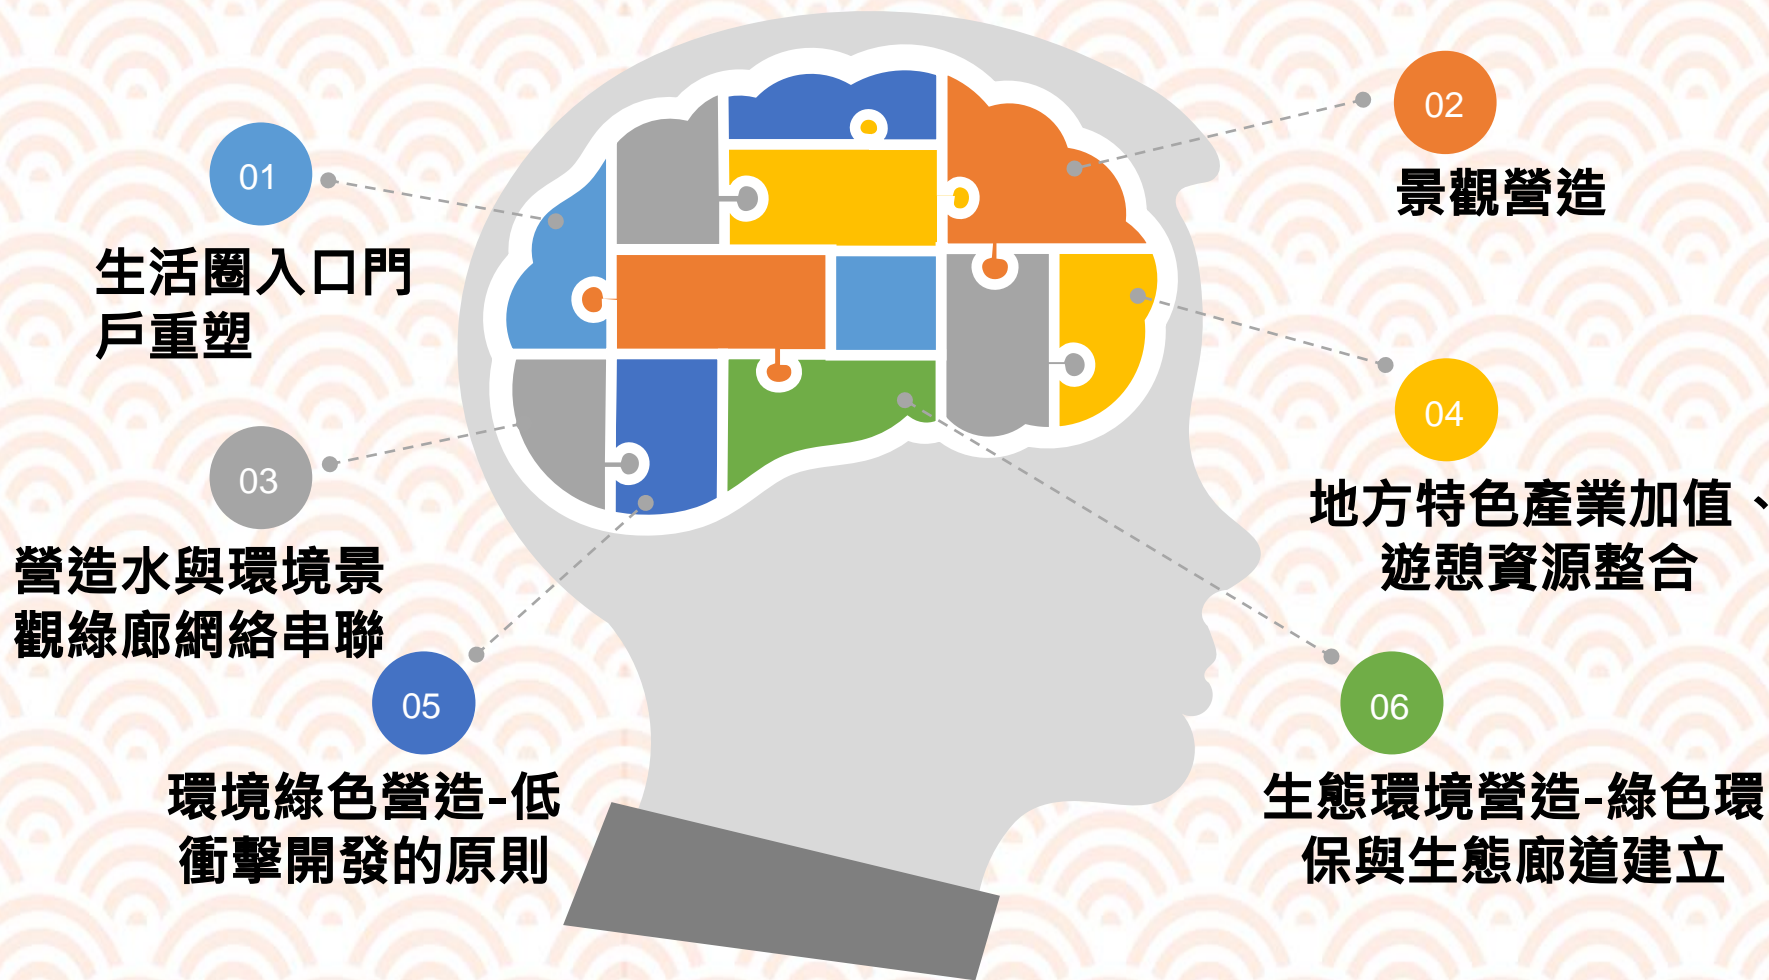 01
生活圈入口門
戶重塑
02
景觀營造
03
營造水與環境景
觀綠廊網絡串聯
04
地方特色產業加值、
遊憩資源整合
05
環境綠色營造-低
衝擊開發的原則
06
生態環境營造-綠色環
保與生態廊道建立